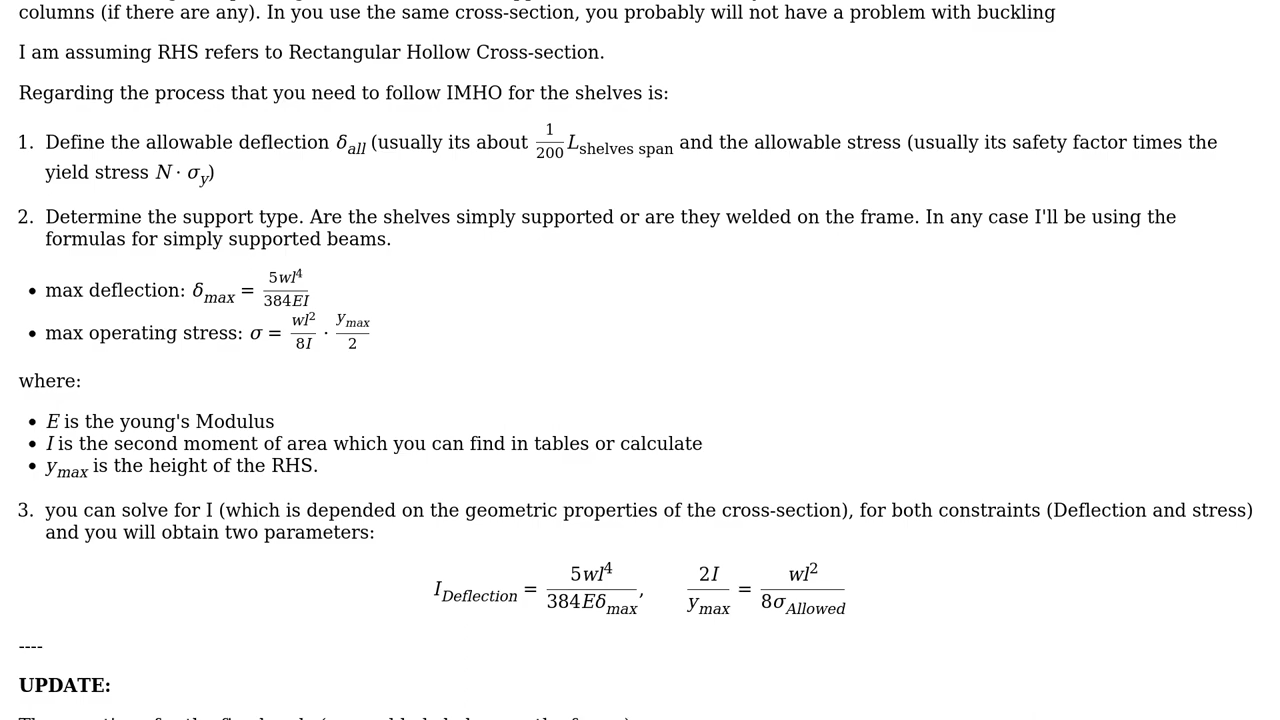 columns (if there are any). In you use the same cross-section, you probably will not have a problem with buckling
I am assuming RHS refers to Rectangular Hollow Cross-section.
Regarding the process that you need to follow IMHO for the shelves is:
1. Define the allowable deflection δ_all (usually its about 1/200 L_shelves span and the allowable stress (usually its safety factor times the
yield stress N · σ_y)
2. Determine the support type. Are the shelves simply supported or are they welded on the frame. In any case I'll be using the
formulas for simply supported beams.
• max deflection: δ_max = 5wl^4/384EI
• max operating stress: σ = wl^2/8I · y_max/2
where:
• E is the young's Modulus
• I is the second moment of area which you can find in tables or calculate
• y_max is the height of the RHS.
3. you can solve for I (which is depended on the geometric properties of the cross-section), for both constraints (Deflection and stress)
and you will obtain two parameters:
I_Deflection = 5wl^4/384Eδ_max, 2I/y_max = wl^2/8σ_Allowed
----
UPDATE: